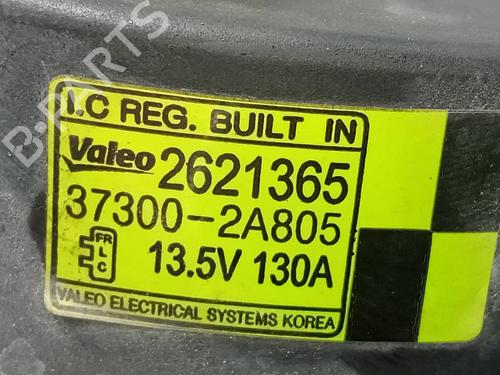 B-PARTS
I.C REG. BUILT IN
Valeo 2621365
37300-2A805
FR
L
C
13.5V 130A
VALEO ELECTRICAL SYSTEMS KOREA